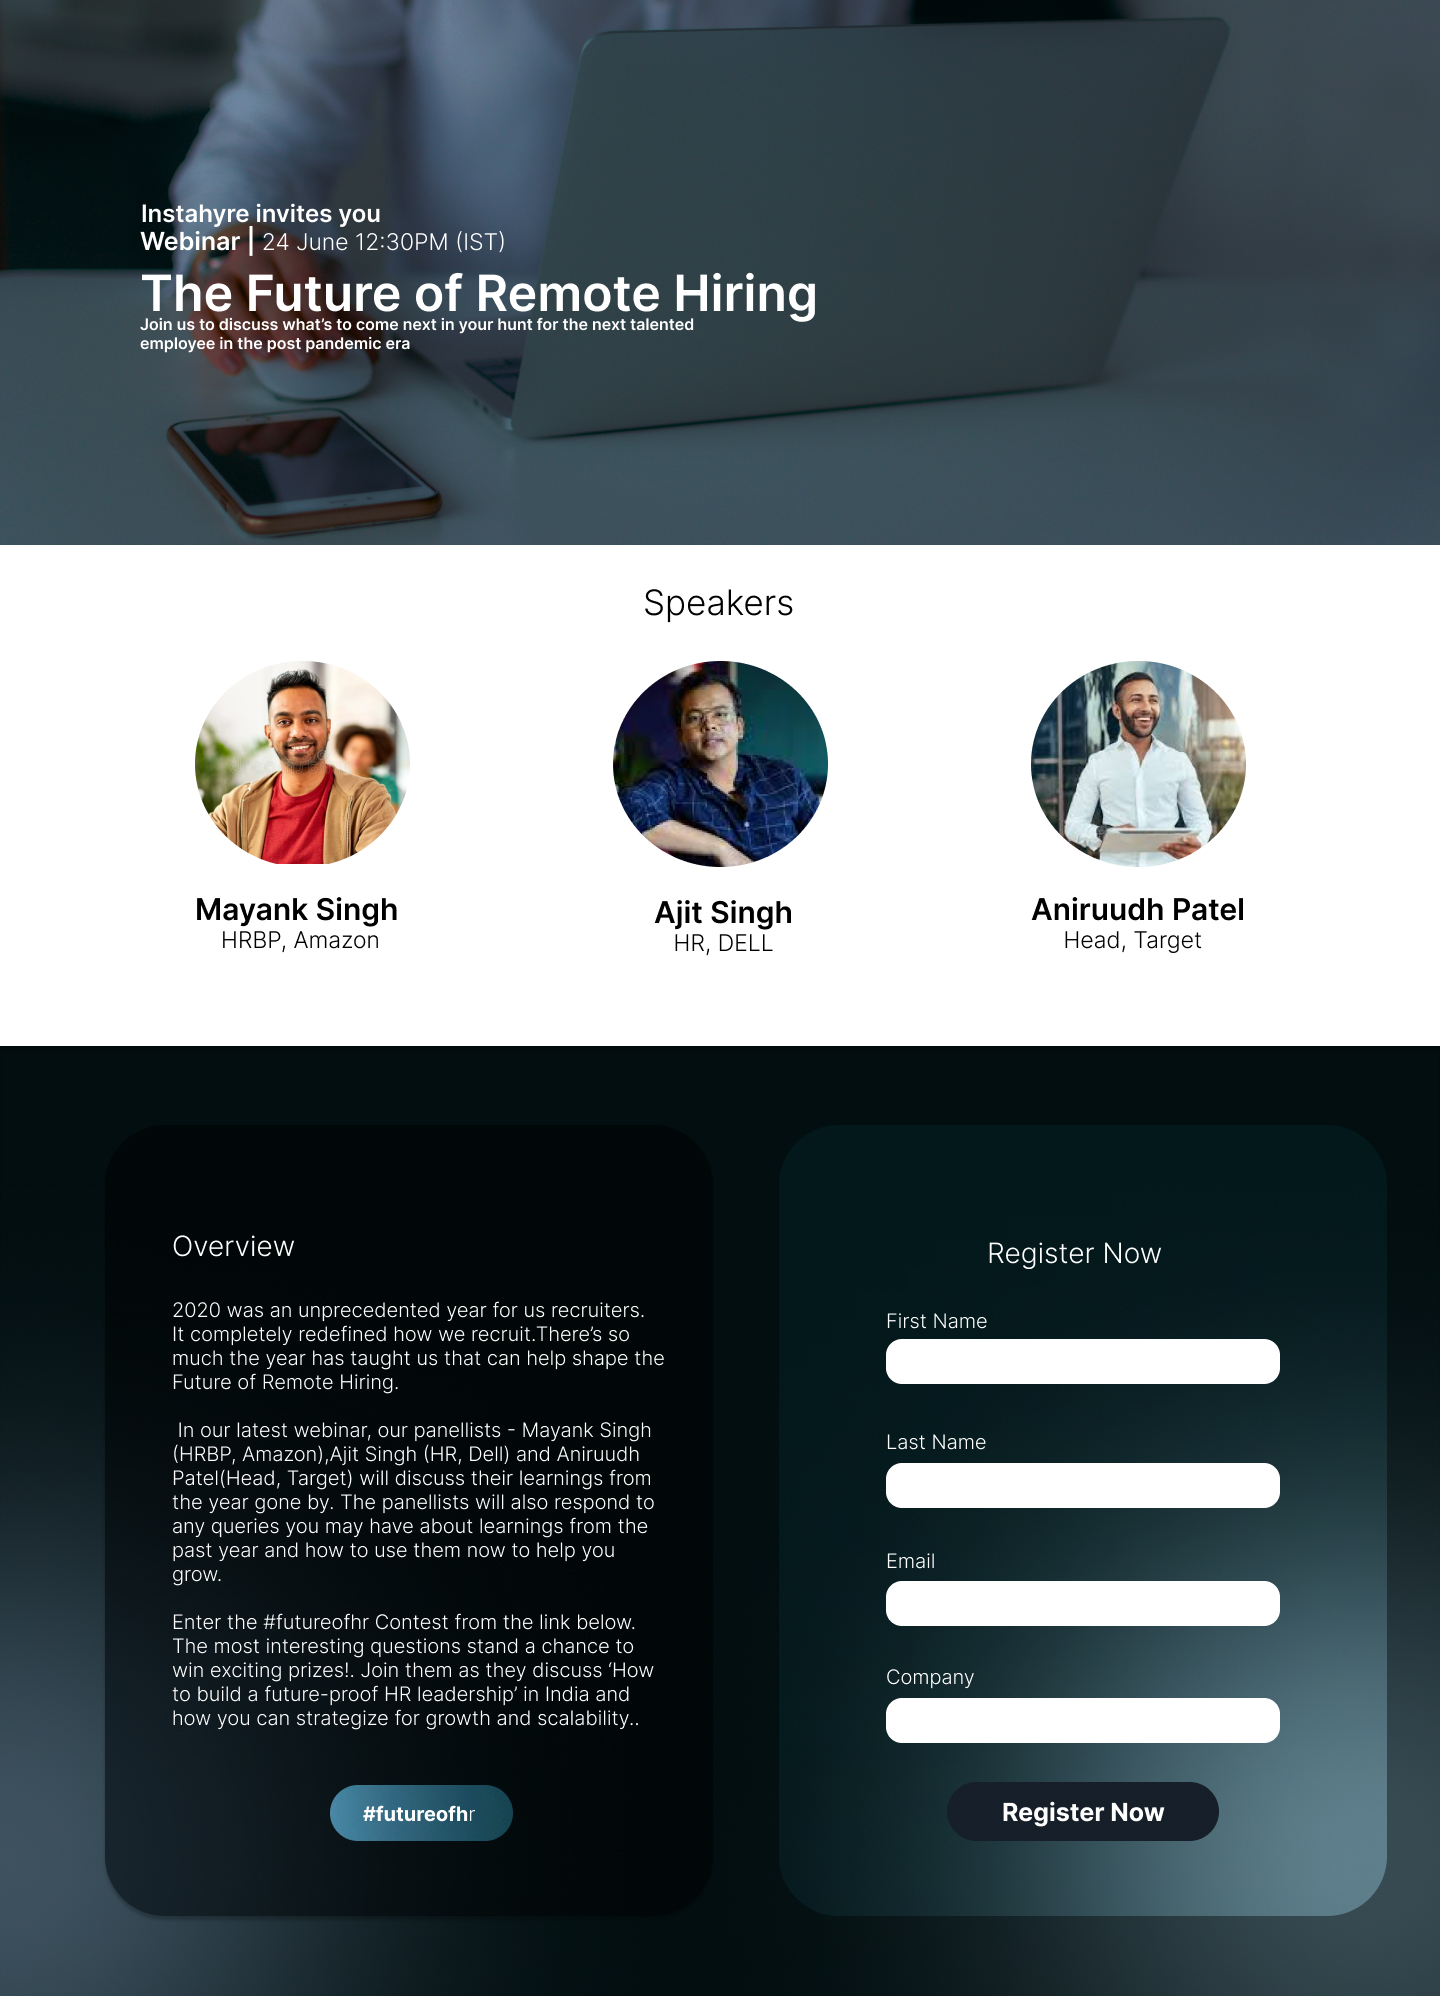 Instahyre invites you
Webinar | 24 June 12:30PM (IST)
The Future of Remote Hiring
Join us to discuss what’s to come next in your hunt for the next talented
employee in the post pandemic era
Speakers
Mayank Singh
HRBP, Amazon
Ajit Singh
HR, DELL
Aniruudh Patel
Head, Target
Overview
2020 was an unprecedented year for us recruiters.
It completely redefined how we recruit.There’s so
much the year has taught us that can help shape the
Future of Remote Hiring.
In our latest webinar, our panellists - Mayank Singh
(HRBP, Amazon),Ajit Singh (HR, Dell) and Aniruudh
Patel(Head, Target) will discuss their learnings from
the year gone by. The panellists will also respond to
any queries you may have about learnings from the
past year and how to use them now to help you
grow.
Enter the #futureofhr Contest from the link below.
The most interesting questions stand a chance to
win exciting prizes!. Join them as they discuss ‘How
to build a future-proof HR leadership’ in India and
how you can strategize for growth and scalability..
#futureofhr
Register Now
First Name
Last Name
Email
Company
Register Now